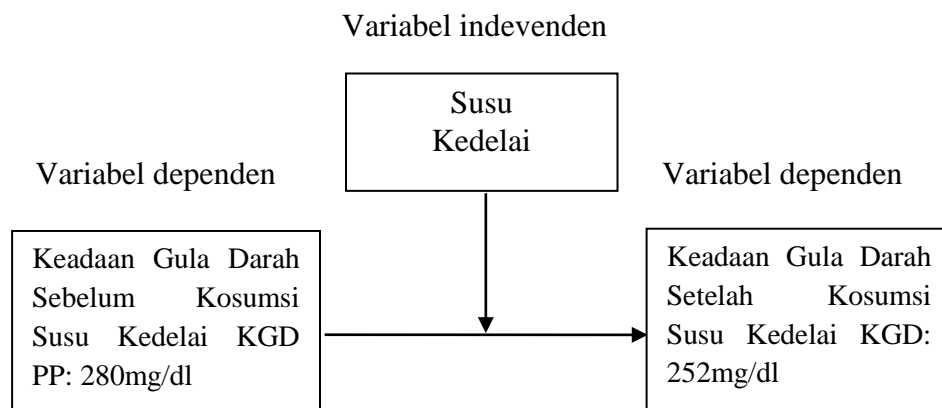 Variabel indevenden
Susu
Kedelai
Variabel dependen
Keadaan Gula Darah
Sebelum Kosumsi
Susu Kedelai KGD
PP: 280mg/dl
Variabel dependen
Keadaan Gula Darah
Setelah Kosumsi
Susu Kedelai KGD:
252mg/dl